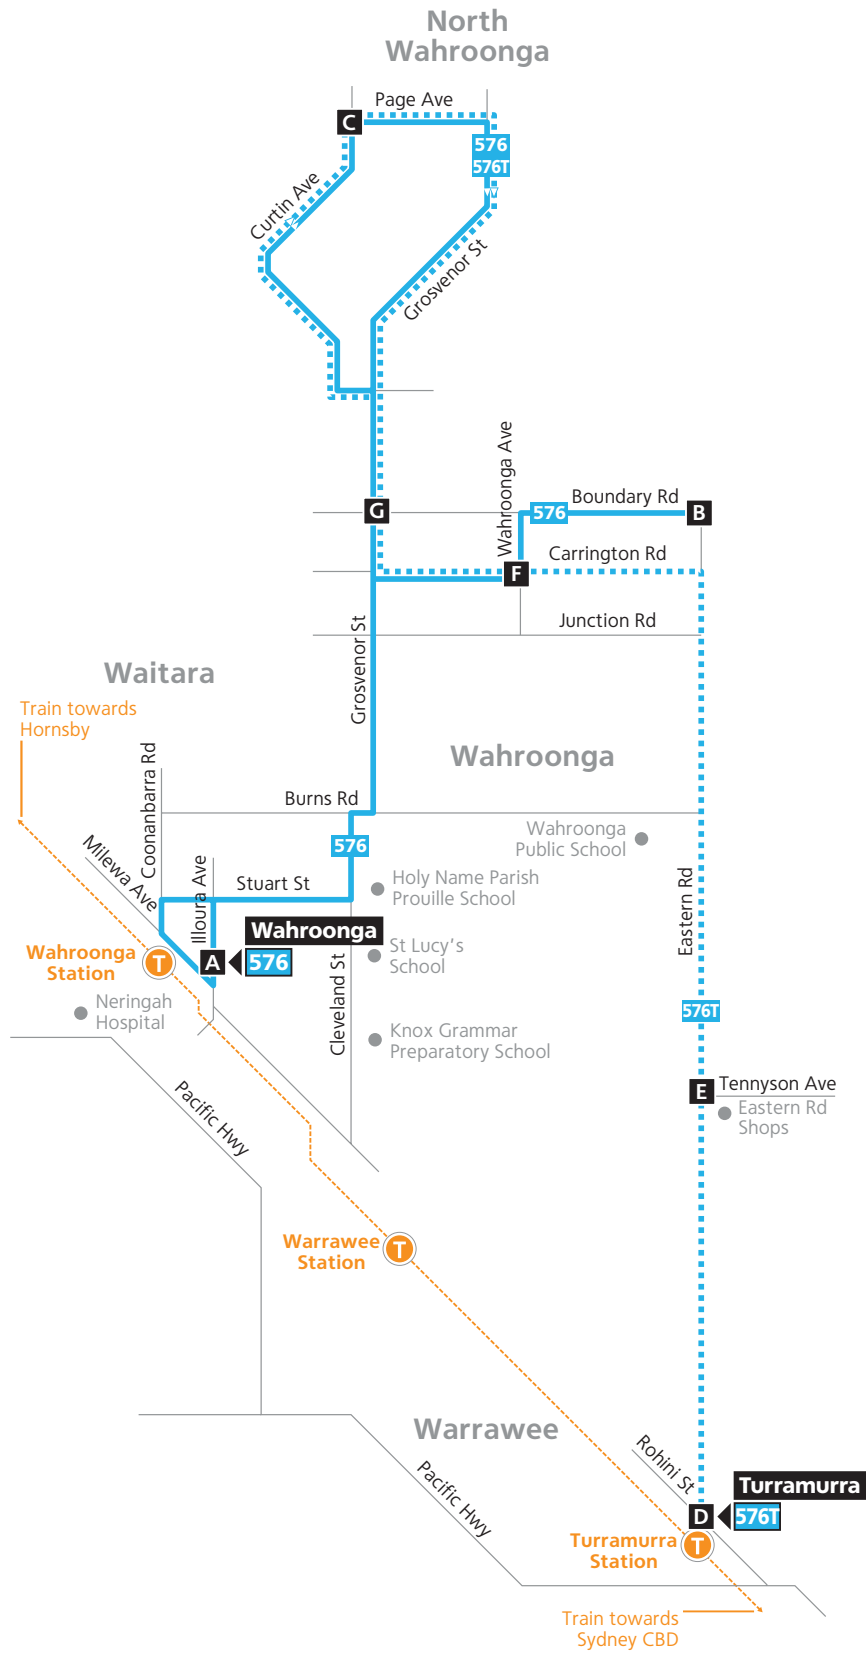 North
Wahroonga
Page Ave
C
576
576T
Curtin Ave
Grosvenor St
Wahroonga Ave
Boundary Rd
G
576
B
Carrington Rd
F
Junction Rd
Grosvenor St
Waitara
Train towards
Hornsby
Wahroonga
Coonanbarra Rd
Burns Rd
Milewa Ave
576
Wahroonga
Public School
Illoura Ave
Stuart St
Holy Name Parish
Prouille School
Eastern Rd
Wahroonga
Wahroonga
Station
T
A
576
St Lucy's
School
Cleveland St
Neringah
Hospital
576T
Knox Grammar
Preparatory School
Pacific Hwy
E
Tennyson Ave
Eastern Rd
Shops
Warrawee
Station
T
Warrawee
Rohini St
Pacific Hwy
Turramurra
D
576T
Turramurra
Station
T
Train towards
Sydney CBD